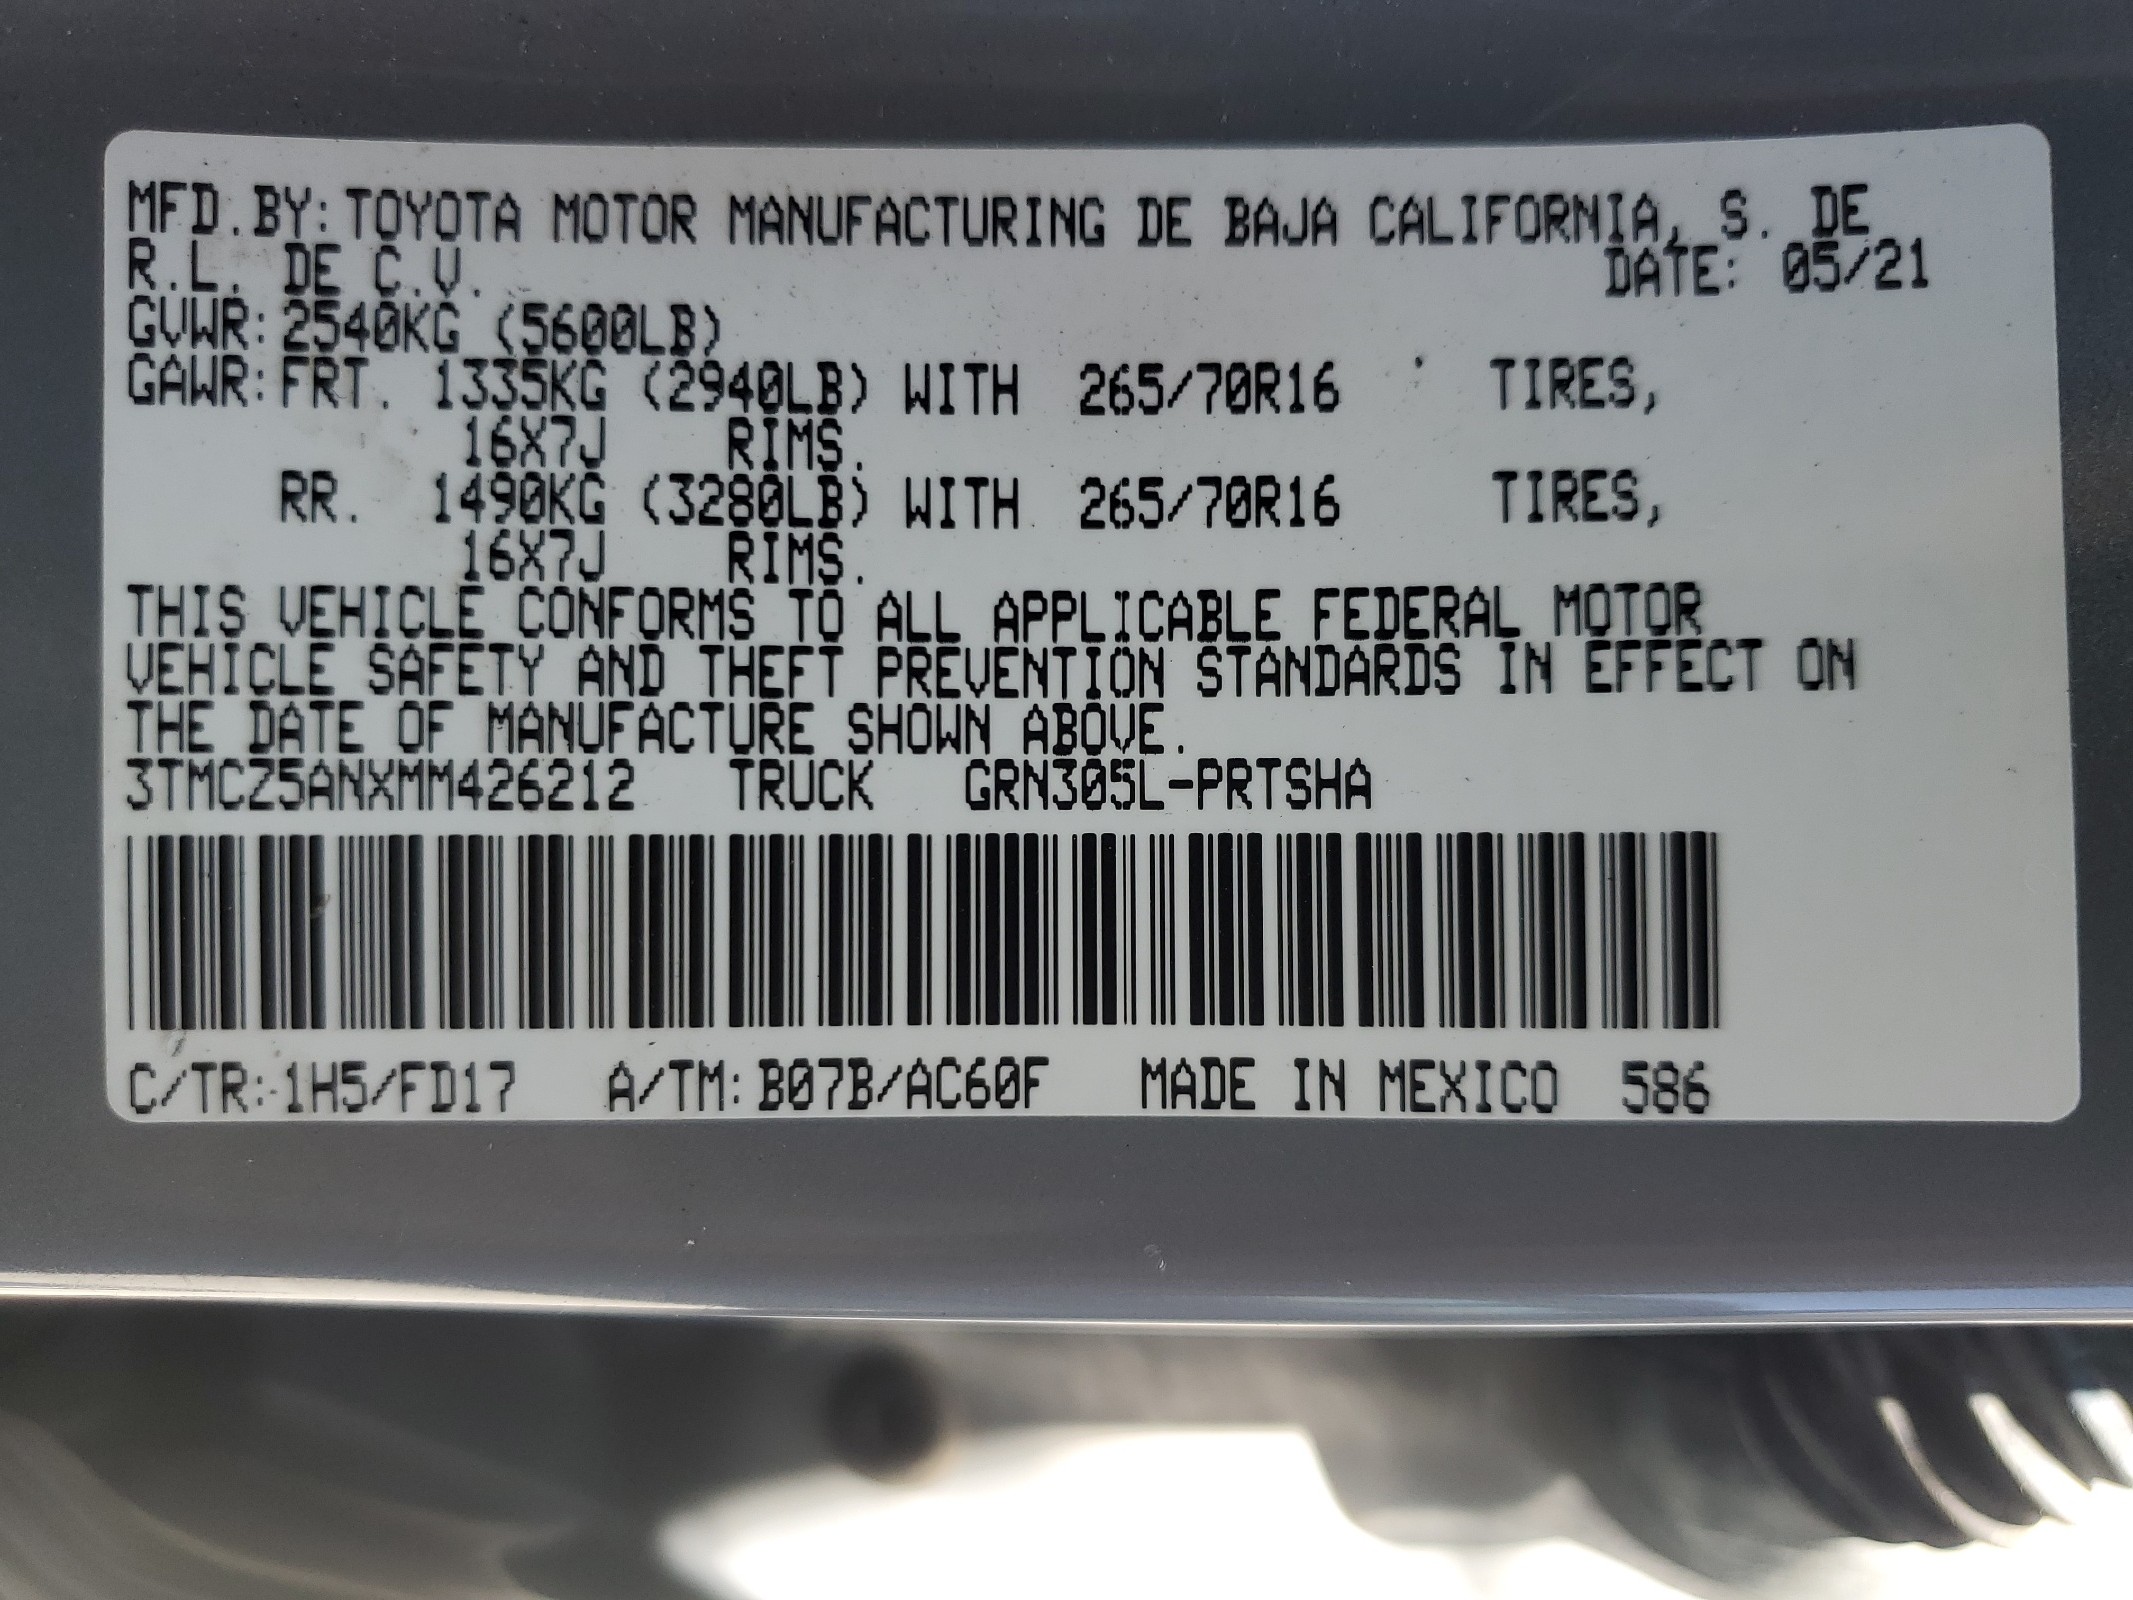 MFD.BY:TOYOTA MOTOR MANUFACTURING DE BAJA CALIFORNIA, S. DE
R.L. DE C.V. DATE: 05/21
GVWR:2540KG (5600LB)
GAWR:FRT. 1335KG (2940LB) WITH 265/70R16 TIRES,
16X7J RIMS.
RR. 1490KG (3280LB) WITH 265/70R16 TIRES,
16X7J RIMS.
THIS VEHICLE CONFORMS TO ALL APPLICABLE FEDERAL MOTOR
VEHICLE SAFETY AND THEFT PREVENTION STANDARDS IN EFFECT ON
THE DATE OF MANUFACTURE SHOWN ABOVE.
3TMCZ5ANXMM426212 TRUCK GRN305L-PRTSHA
C/TR:1H5/FD17 A/TM:B07B/AC60F MADE IN MEXICO 586